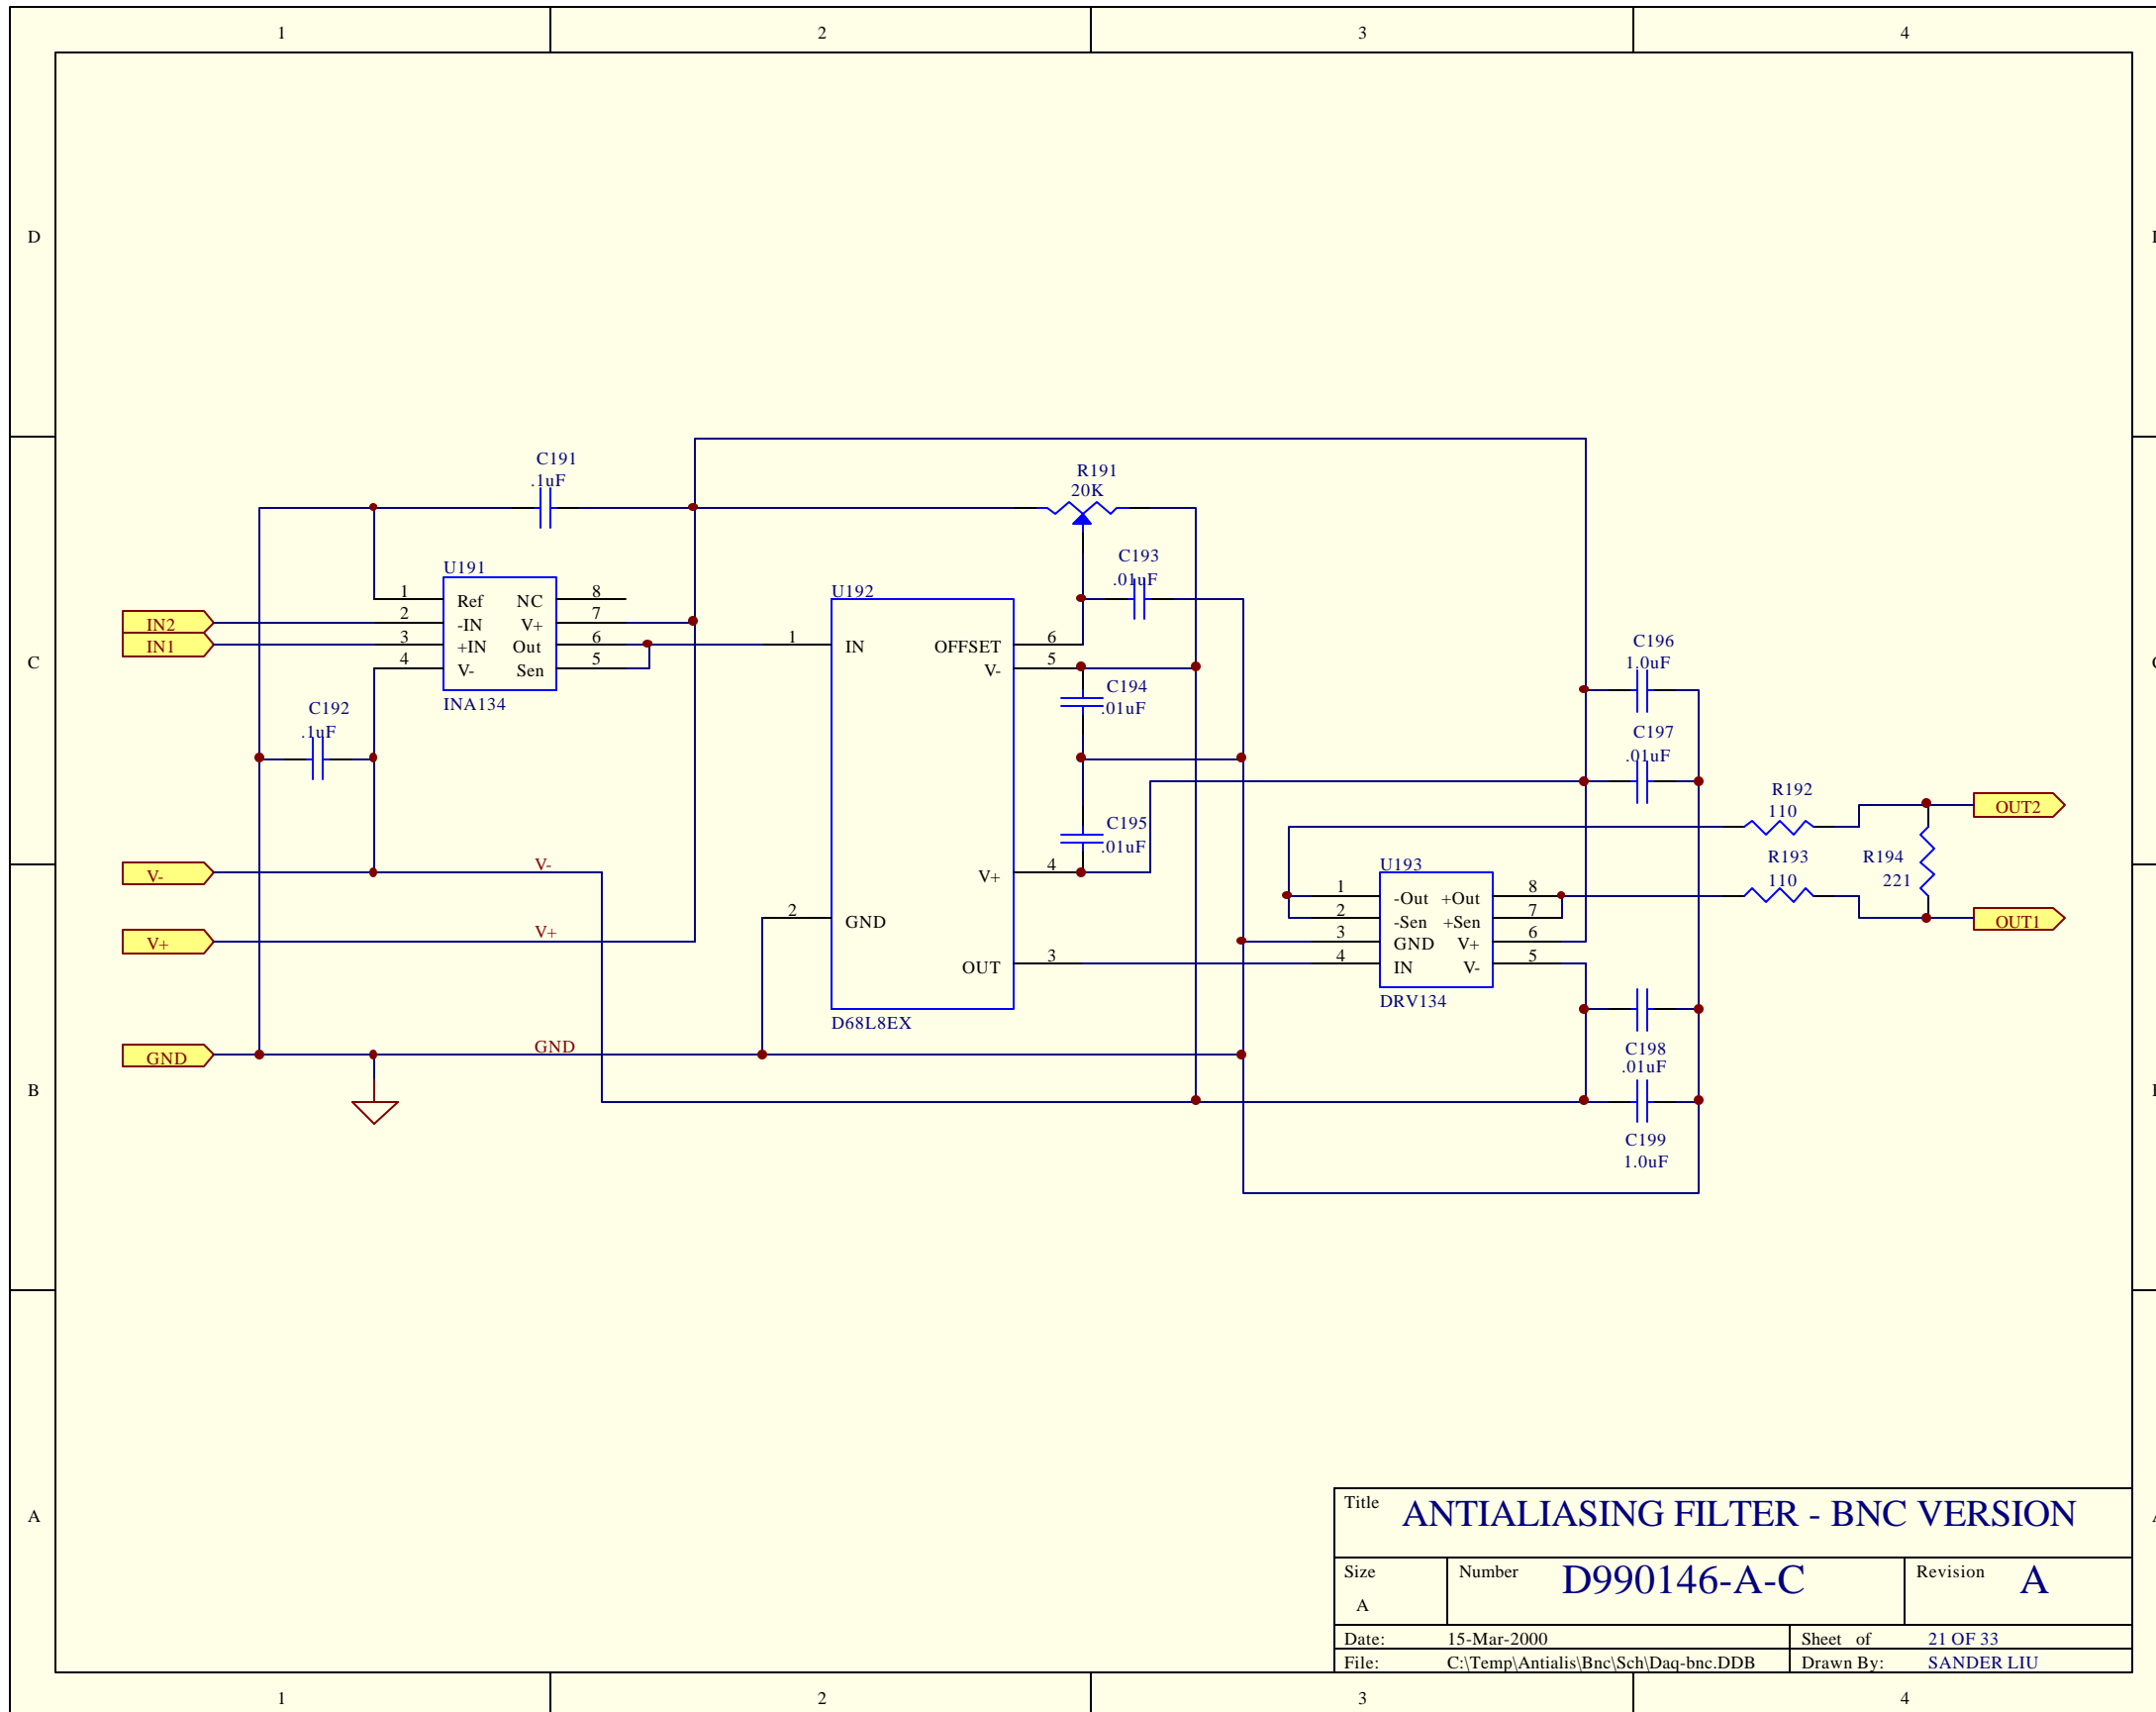 1 2 3 4
D
C191
.1uF
R191
20K
C193
.01uF
U191
1 Ref NC 8
2 -IN V+ 7
3 +IN Out 6
4 V- Sen 5
INA134
IN2
IN1
U192
1 IN OFFSET 6
V- 5
V+ 4
2 GND
OUT 3
D68L8EX
C
C192
.1uF
C194
.01uF
C195
.01uF
C196
1.0uF
C197
.01uF
R192
110
OUT2
R193
110
R194
221
OUT1
U193
1 -Out +Out 8
2 -Sen +Sen 7
3 GND V+ 6
4 IN V- 5
DRV134
V- V-
V+ V+
GND GND
B
C198
.01uF
C199
1.0uF
A
Title ANTIALIASING FILTER - BNC VERSION
Size
A
Number D990146-A-C
Revision A
Date: 15-Mar-2000
Sheet of 21 OF 33
File: C:\Temp\Antialis\Bnc\Sch\Daq-bnc.DDB
Drawn By: SANDER LIU
1 2 3 4